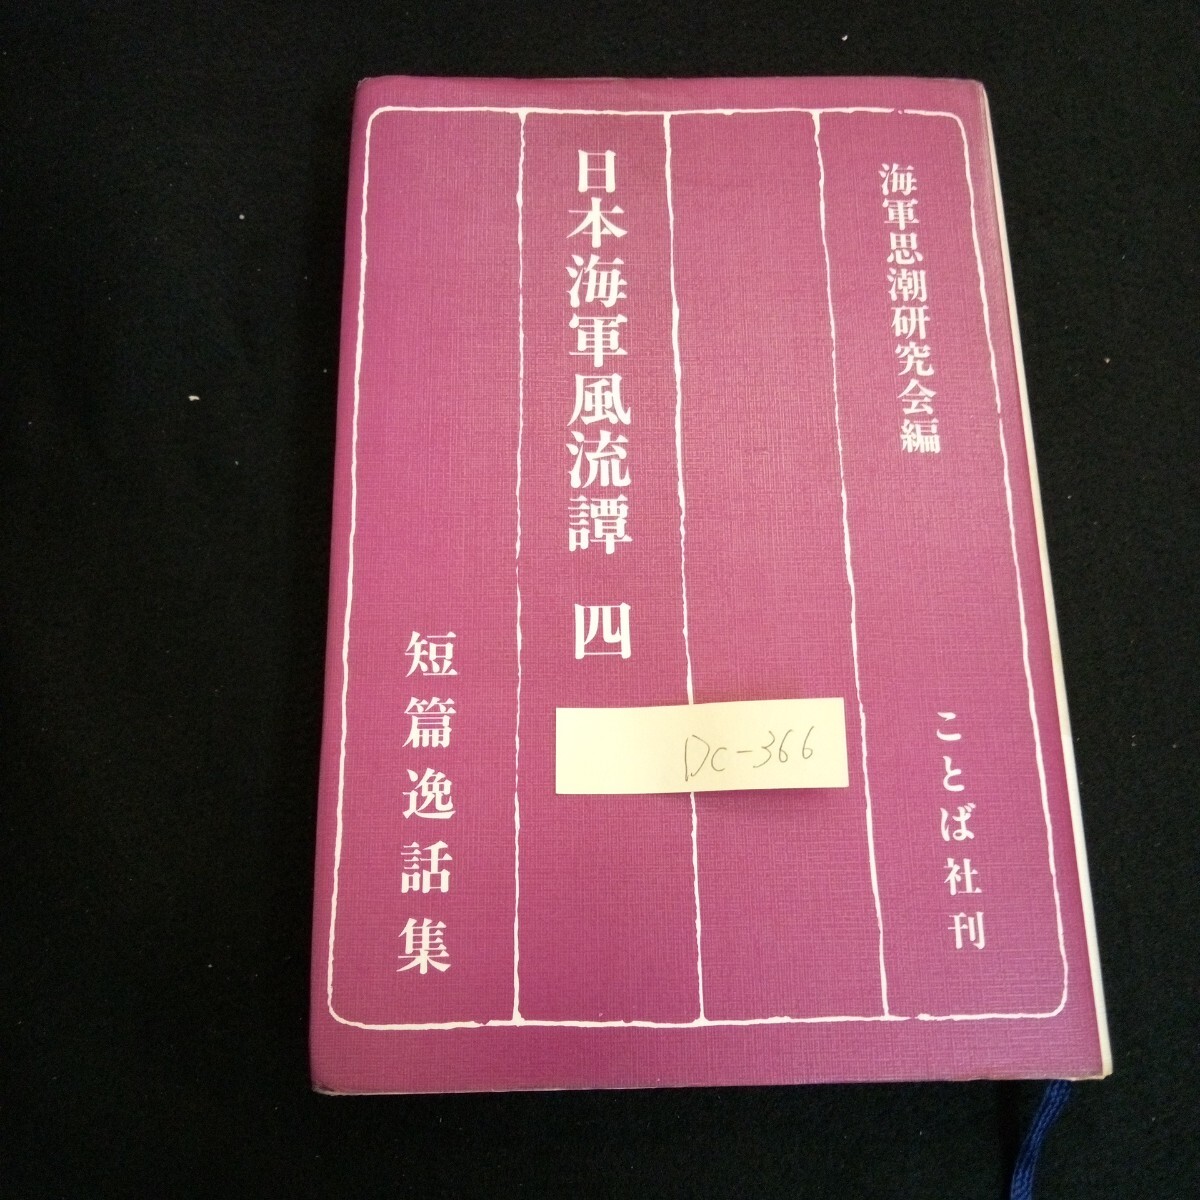 海軍思潮研究会編
ことば社刊
日本海軍風流譚 四
短篇逸話集
DC-366